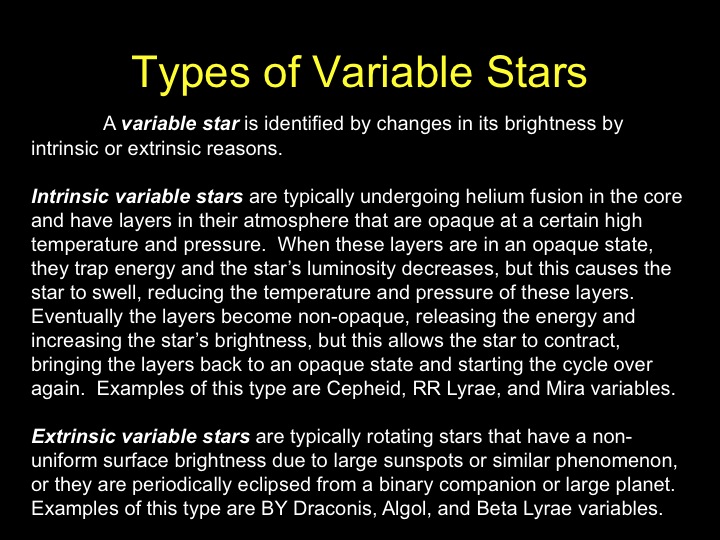 Types of Variable Stars
A variable star is identified by changes in its brightness by
intrinsic or extrinsic reasons.
Intrinsic variable stars are typically undergoing helium fusion in the core
and have layers in their atmosphere that are opaque at a certain high
temperature and pressure.  When these layers are in an opaque state,
they trap energy and the star’s luminosity decreases, but this causes the
star to swell, reducing the temperature and pressure of these layers.
Eventually the layers become non-opaque, releasing the energy and
increasing the star’s brightness, but this allows the star to contract,
bringing the layers back to an opaque state and starting the cycle over
again.  Examples of this type are Cepheid, RR Lyrae, and Mira variables.
Extrinsic variable stars are typically rotating stars that have a non-
uniform surface brightness due to large sunspots or similar phenomenon,
or they are periodically eclipsed from a binary companion or large planet.
Examples of this type are BY Draconis, Algol, and Beta Lyrae variables.